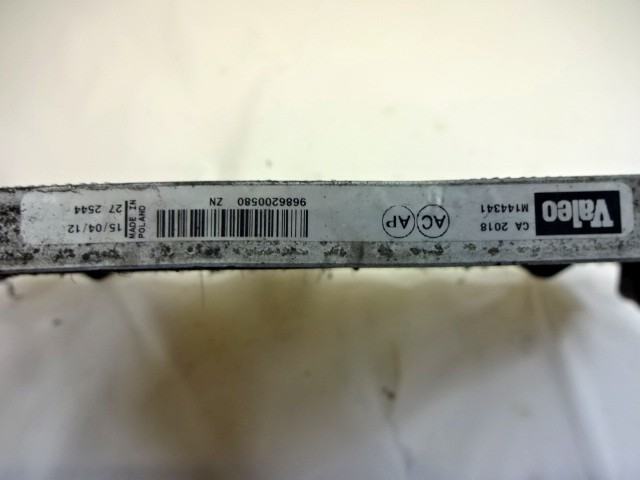 Valeo
CA 2018
M144341
AC
AP
9686200580 ZN
MADE IN
POLAND
27 2544
15/04/12